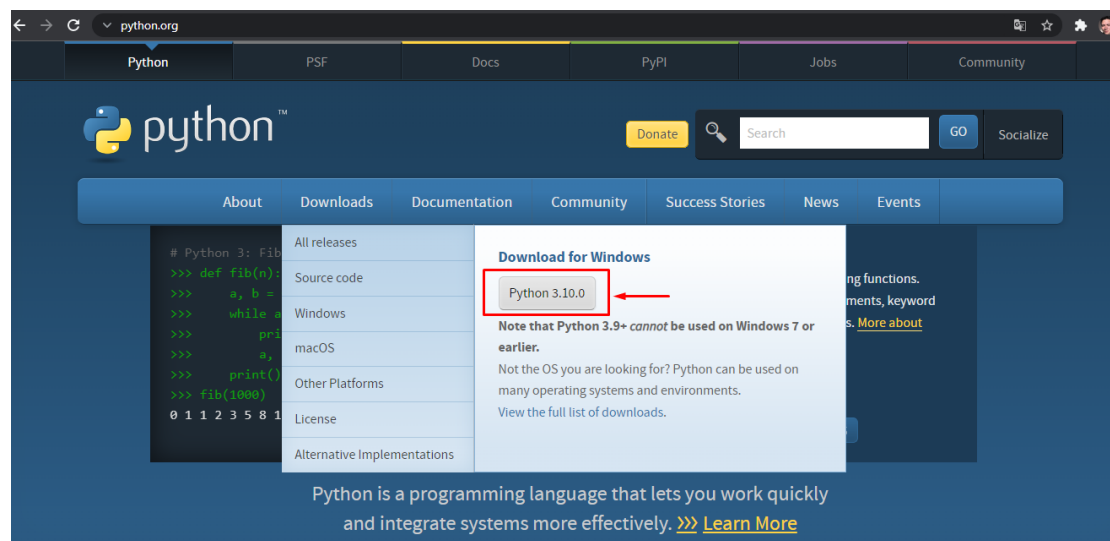 python.org
Python PSF Docs PyPI Jobs Community
python™
Donate Search GO Socialize
About Downloads Documentation Community Success Stories News Events
# Python 3: Fib
>>> def fib(n):
>>> a, b =
>>> while a
>>> pri
>>> a,
>>> print()
>>> fib(1000)
0 1 1 2 3 5 8 1
All releases
Source code
Windows
macOS
Other Platforms
License
Alternative Implementations
Download for Windows
Python 3.10.0
Note that Python 3.9+ cannot be used on Windows 7 or
earlier.
Not the OS you are looking for? Python can be used on
many operating systems and environments.
View the full list of downloads.
ng functions.
ments, keyword
s. More about
Python is a programming language that lets you work quickly
and integrate systems more effectively. >>> Learn More